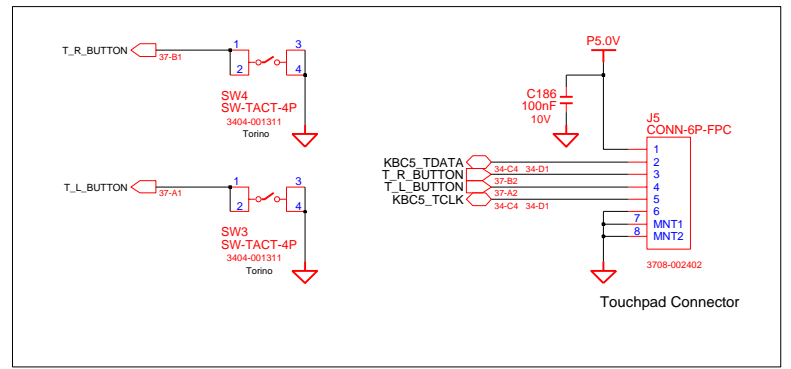 T_R_BUTTON
37-B1
1
2
3
4
SW4
SW-TACT-4P
3404-001311
Torino
T_L_BUTTON
37-A1
1
2
3
4
SW3
SW-TACT-4P
3404-001311
Torino
P5.0V
C186
100nF
10V
J5
CONN-6P-FPC
1
KBC5_TDATA 34-C4 34-D1 2
T_R_BUTTON 37-B2 3
T_L_BUTTON 37-A2 4
KBC5_TCLK 34-C4 34-D1 5
6
7 MNT1
8 MNT2
3708-002402
Touchpad Connector